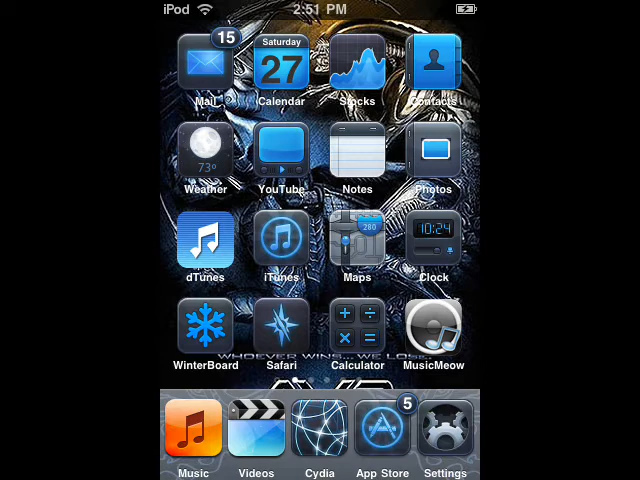 iPod 2:51 PM
15
Saturday
27
Mail Calendar Stocks Contacts
73°
Weather YouTube Notes Photos
280
10:24
dTunes iTunes Maps Clock
WinterBoard Safari Calculator MusicMeow
WHOEVER WINS... WE LOSE.
5
Music Videos Cydia App Store Settings